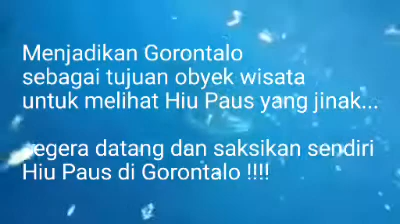 Menjadikan Gorontalo
sebagai tujuan obyek wisata
untuk melihat Hiu Paus yang jinak...
segera datang dan saksikan sendiri
Hiu Paus di Gorontalo !!!!